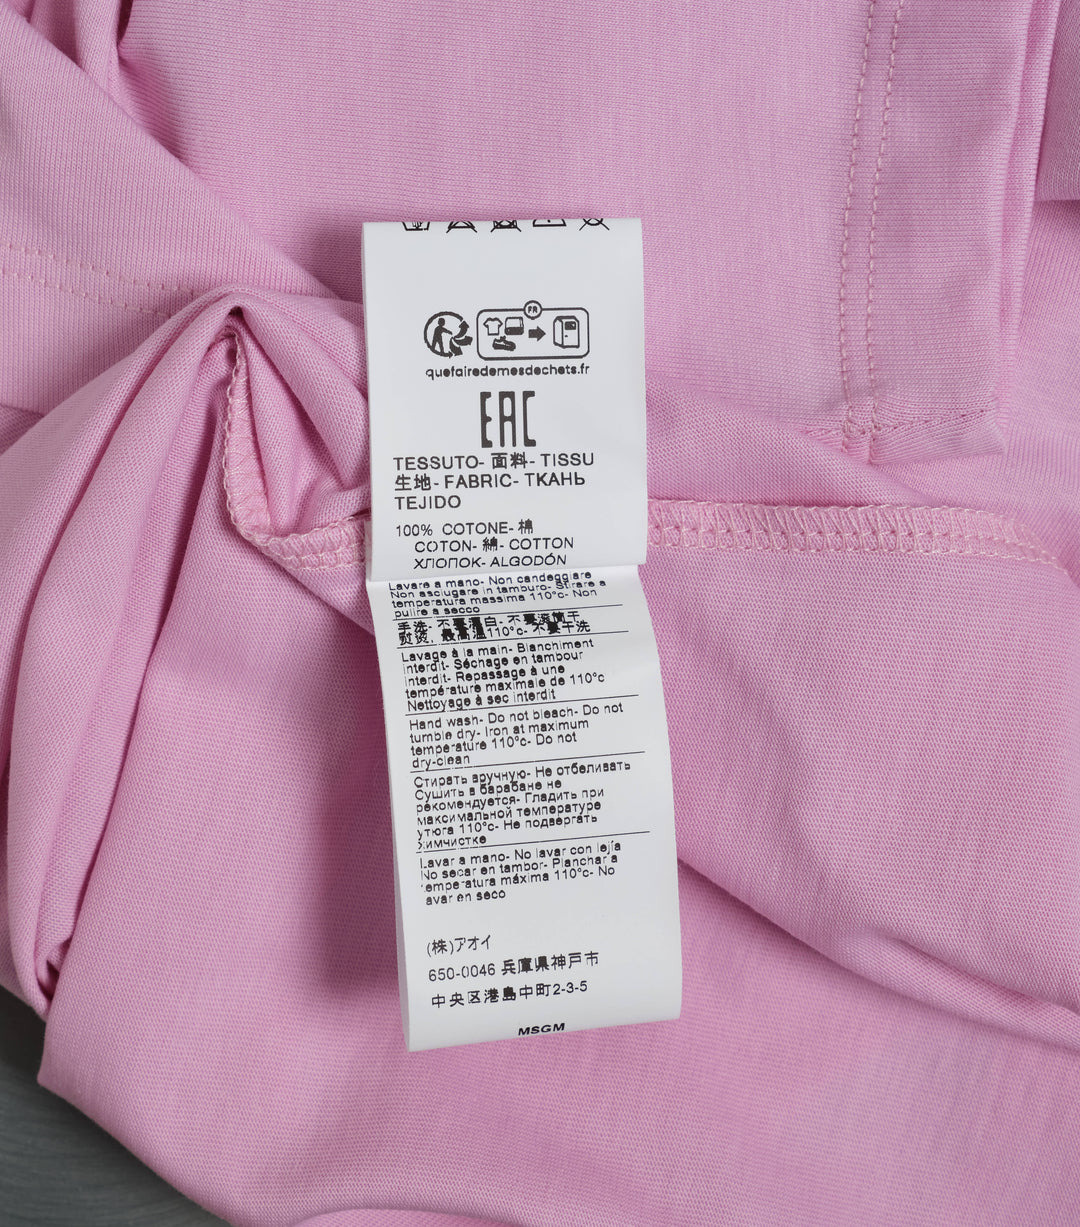 FR
quefairedemesdechets.fr
EAC
TESSUTO- 面料- TISSU
生地- FABRIC- ТКАНЬ
TEJIDO
100% COTONE- 棉
COTON- 綿- COTTON
ХЛОПОК- ALGODÓN
Lavare a mano- Non candeggiare
Non asciugare in tamburo- Stirare a
temperatura massima 110°c- Non
pulire a secco
手洗- 不要漂白- 不要滚筒干
熨烫, 最高温110°c- 不要干洗
Lavage à la main- Blanchiment
interdit- Séchage en tambour
interdit- Repassage à une
température maximale de 110°c
Nettoyage à sec interdit
Hand wash- Do not bleach- Do not
tumble dry- Iron at maximum
temperature 110°c- Do not
dry-clean
Стирать вручную- Не отбеливать
Сушить в барабане не
рекомендуется- Гладить при
максимальной температуре
утюга 110°c- Не подвергать
химчистке
Lavar a mano- No lavar con lejía
No secar en tambor- Planchar a
temperatura máxima 110°c- No
lavar en seco
(株)アオイ
650-0046 兵庫県神戸市
中央区港島中町2-3-5
MSGM